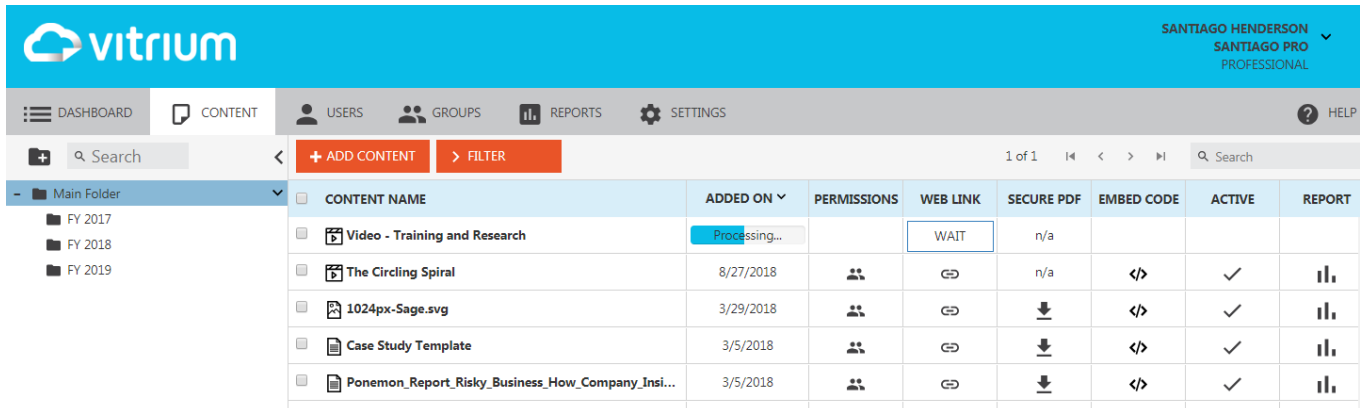 vitrium
SANTIAGO HENDERSON
SANTIAGO PRO
PROFESSIONAL
DASHBOARD CONTENT USERS GROUPS REPORTS SETTINGS HELP
Search
+ ADD CONTENT > FILTER 1 of 1 Search
Main Folder
FY 2017
FY 2018
FY 2019
CONTENT NAME ADDED ON PERMISSIONS WEB LINK SECURE PDF EMBED CODE ACTIVE REPORT
Video - Training and Research Processing... WAIT n/a
The Circling Spiral 8/27/2018 n/a </>
1024px-Sage.svg 3/29/2018 </>
Case Study Template 3/5/2018 </>
Ponemon_Report_Risky_Business_How_Company_Insi... 3/5/2018 </>